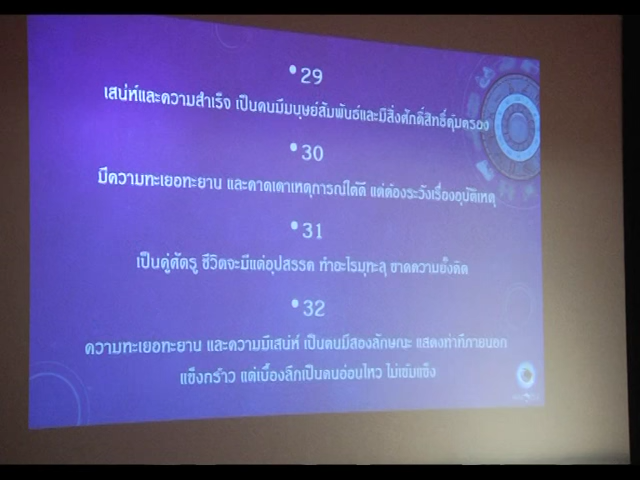 •29
เสน่ห์และความสำเร็จ เป็นคนมีมนุษย์สัมพันธ์และมีสิ่งศักดิ์สิทธิ์คุ้มครอง
•30
มีความทะเยอทะยาน และคาดเดาเหตุการณ์ได้ดี แต่ต้องระวังเรื่องอุบัติเหตุ
•31
เป็นคู่ศัตรู ชีวิตจะมีแต่อุปสรรค ทำอะไรมุทะลุ ขาดความยั้งคิด
•32
ความทะเยอทะยาน และความมีเสน่ห์ เป็นคนมีสองลักษณะ แสดงท่าทีภายนอก
แข็งกร้าว แต่เบื้องลึกเป็นคนอ่อนไหว ไม่เข้มแข็ง